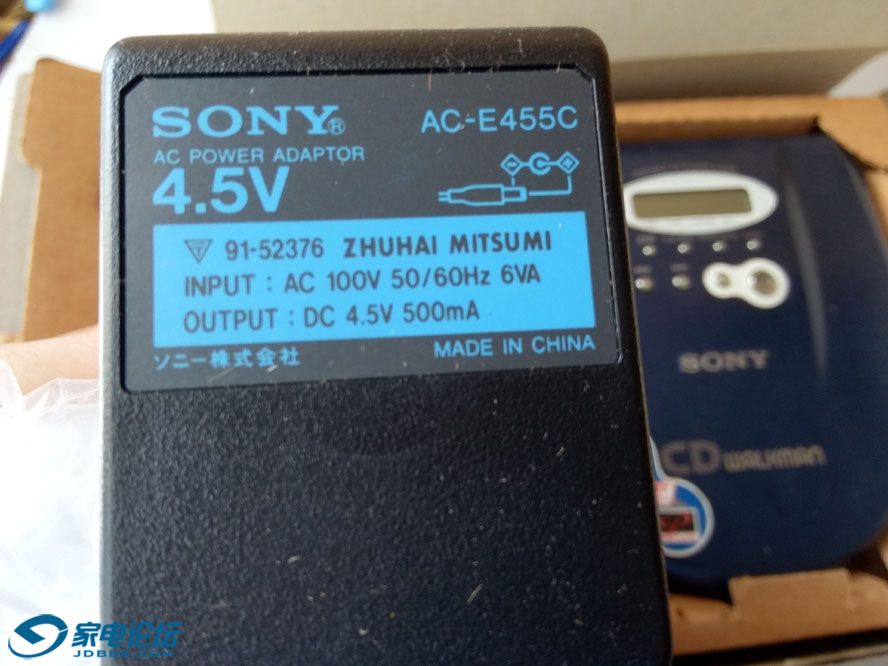 SONY®
AC-E455C
AC POWER ADAPTOR
4.5V
91-52376 ZHUHAI MITSUMI
INPUT : AC 100V 50/60Hz 6VA
OUTPUT : DC 4.5V 500mA
ソニー株式会社
MADE IN CHINA
SONY
CD WALKMAN
家电论坛
JDBBS.COM